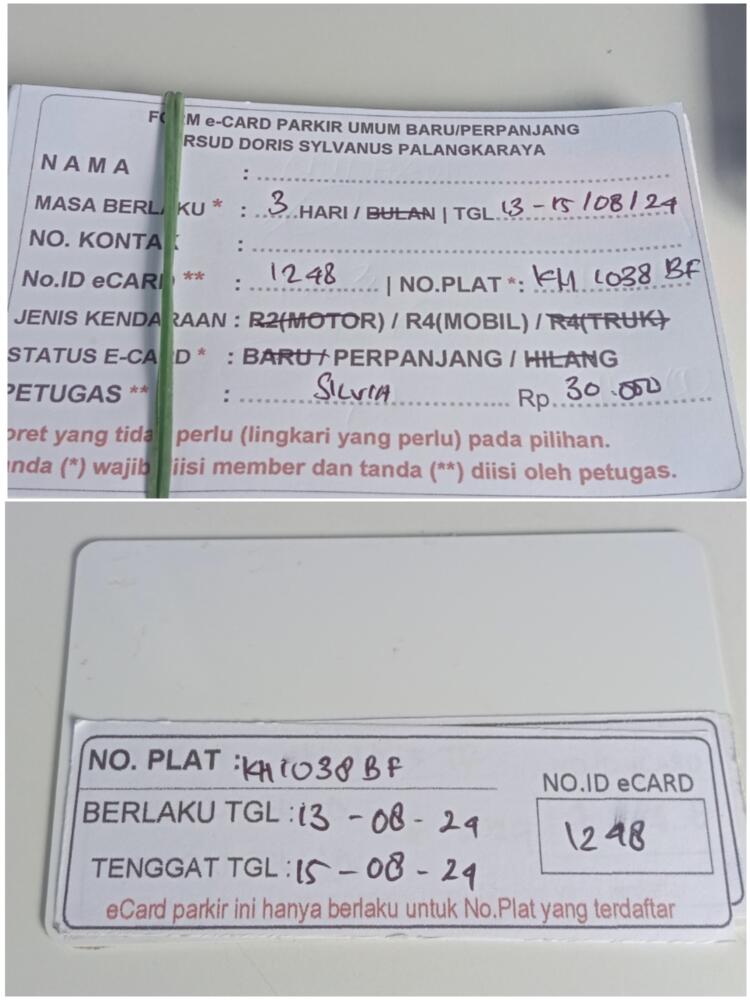 FORM e-CARD PARKIR UMUM BARU/PERPANJANG
RSUD DORIS SYLVANUS PALANGKARAYA
NAMA :
MASA BERLAKU * : 3 HARI / BULAN | TGL. 13 - 15 / 08 / 24
NO. KONTAK :
No.ID eCARD ** : 1248 | NO.PLAT *: KH 1038 BF
JENIS KENDARAAN : R2(MOTOR) / R4(MOBIL) / R4(TRUK)
STATUS E-CARD * : BARU / PERPANJANG / HILANG
PETUGAS ** : SILVIA Rp. 30.000
oret yang tidak perlu (lingkari yang perlu) pada pilihan.
anda (*) wajib diisi member dan tanda (**) diisi oleh petugas.
NO. PLAT : KH 1038 BF
NO.ID eCARD
BERLAKU TGL : 13 - 08 - 24
1248
TENGGAT TGL : 15 - 08 - 24
eCard parkir ini hanya berlaku untuk No.Plat yang terdaftar